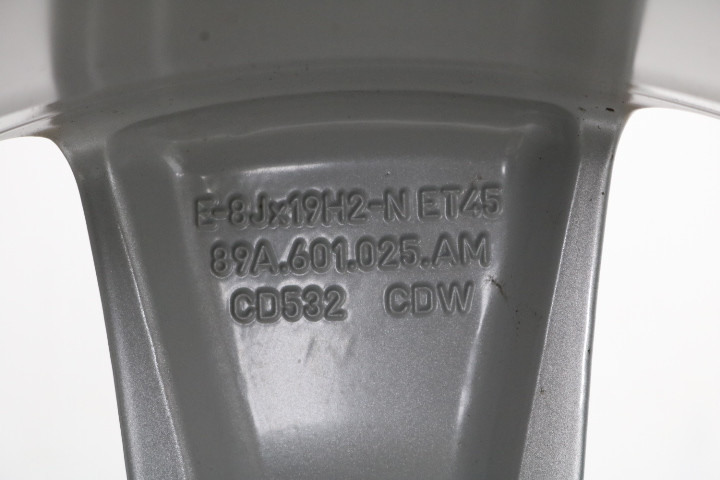 E-8Jx19H2-N ET45
89A.601.025.AM
CD532 CDW